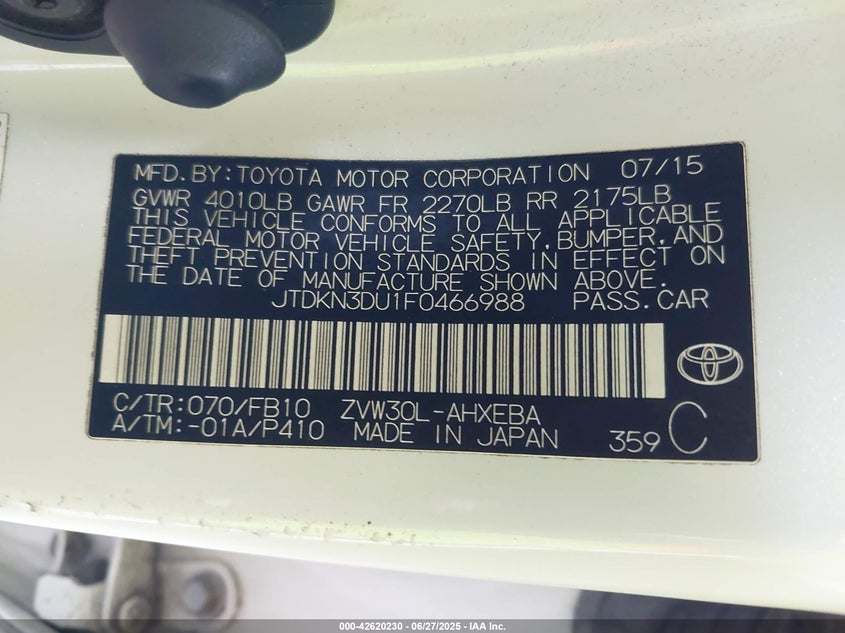 MFD.BY:TOYOTA MOTOR CORPORATION 07/15
GVWR 4010LB GAWR FR 2270LB RR 2175LB
THIS VEHICLE CONFORMS TO ALL APPLICABLE
FEDERAL MOTOR VEHICLE SAFETY,BUMPER,AND
THEFT PREVENTION STANDARDS IN EFFECT ON
THE DATE OF MANUFACTURE SHOWN ABOVE.
JTDKN3DU1F0466988 PASS.CAR
C/TR:070/FB10 ZVW30L-AHXEBA
A/TM:-01A/P410 MADE IN JAPAN 359 C
000-42620230 - 06/27/2025 - IAA Inc.